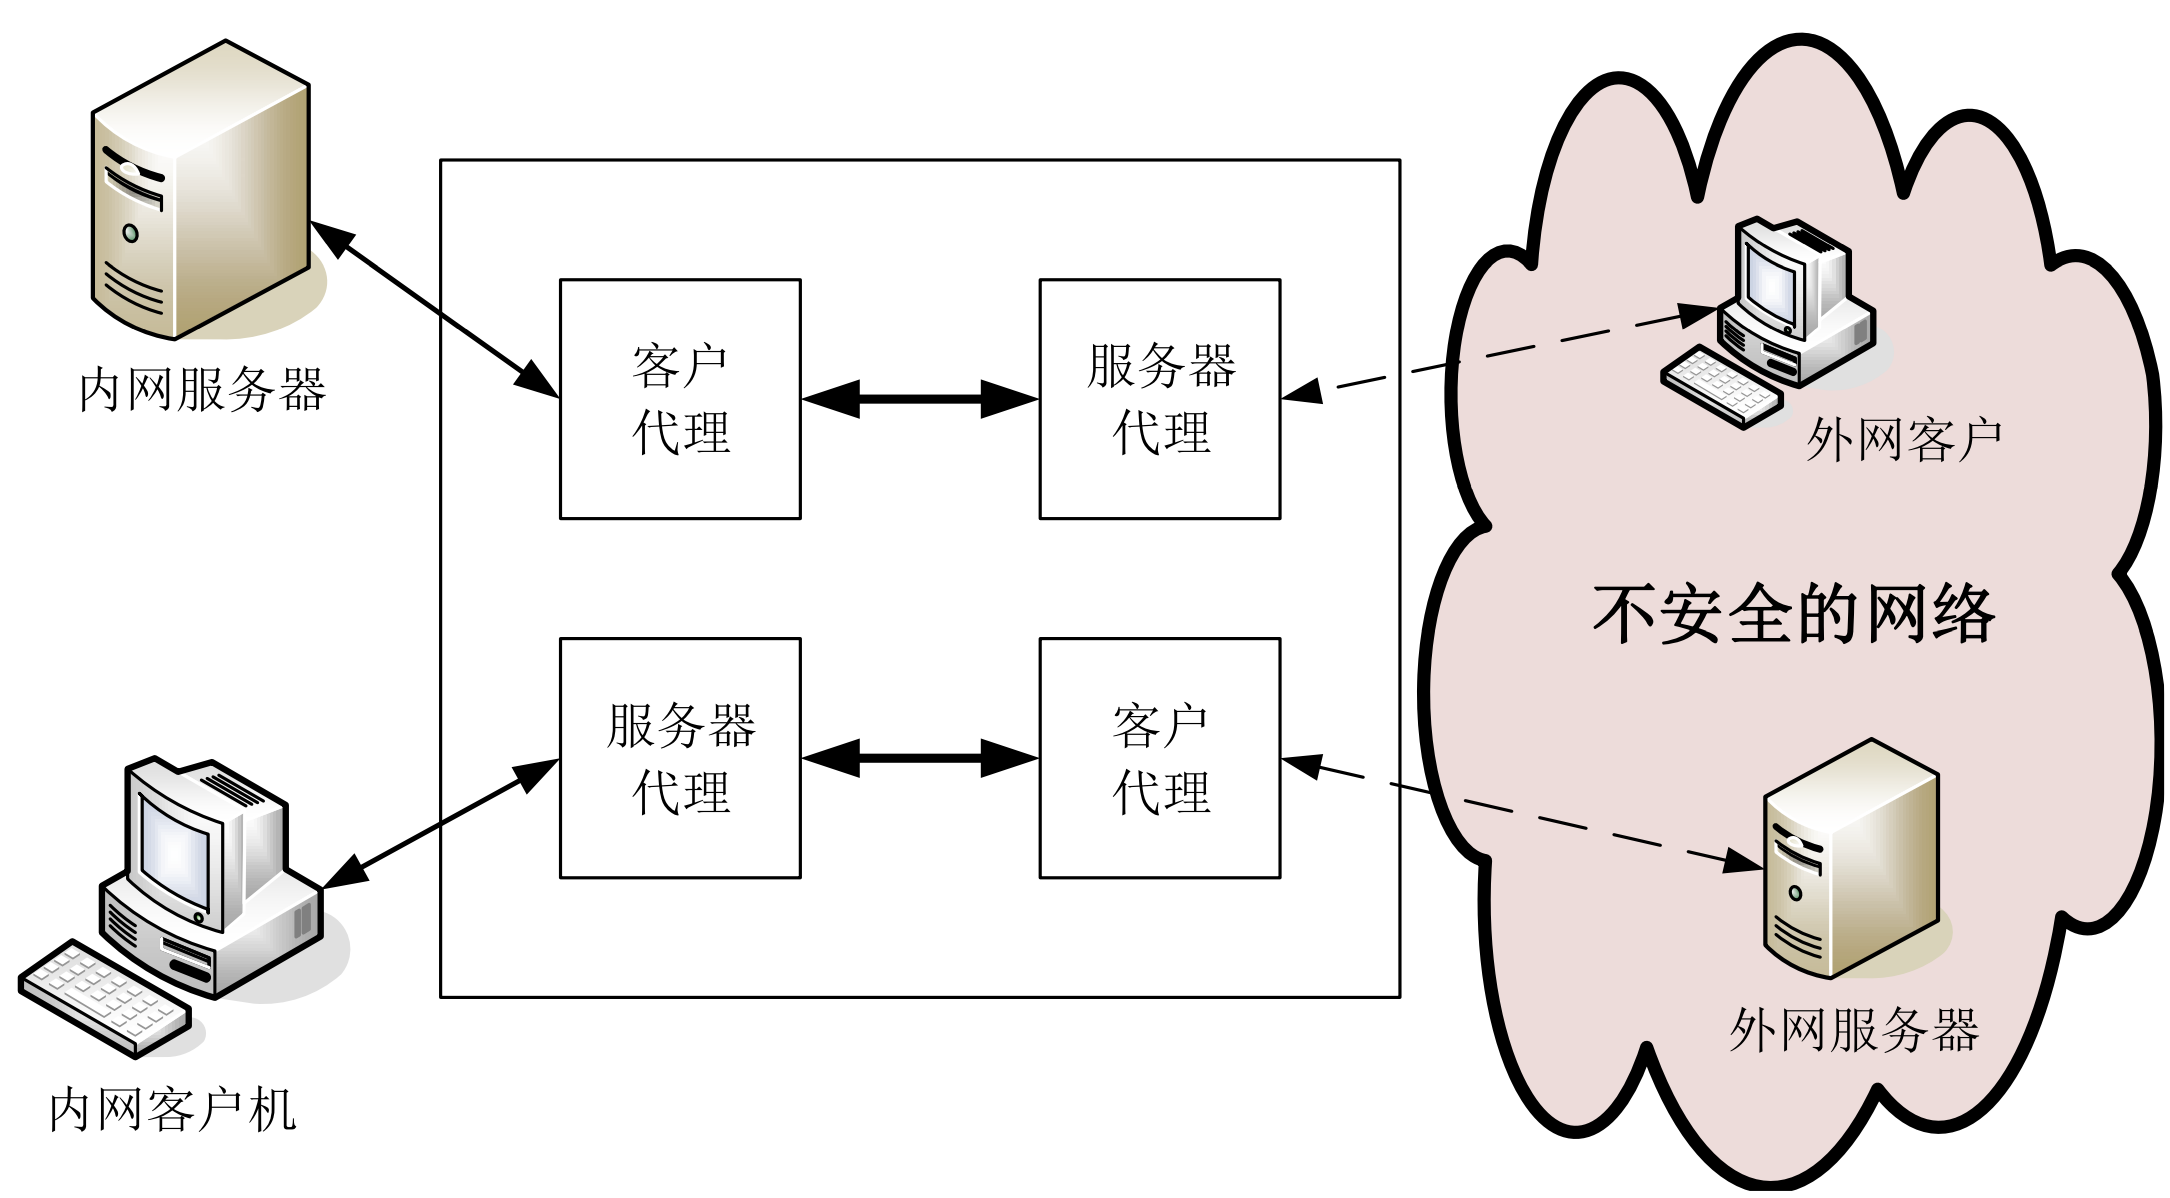 内网服务器
客户
代理
服务器
代理
外网客户
不安全的网络
服务器
代理
客户
代理
外网服务器
内网客户机